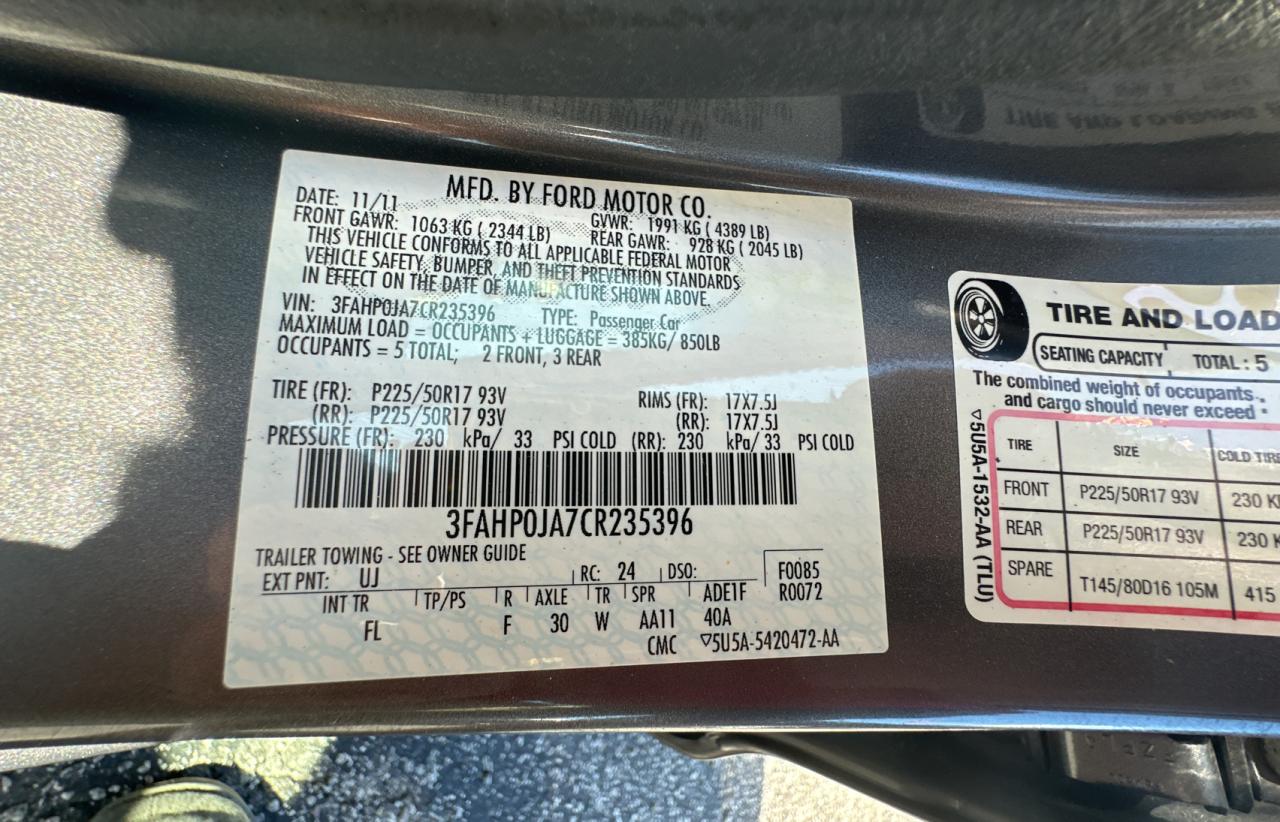 MFD. BY FORD MOTOR CO.
DATE: 11/11 GVWR: 1991 KG ( 4389 LB)
FRONT GAWR: 1063 KG ( 2344 LB) REAR GAWR: 928 KG ( 2045 LB)
THIS VEHICLE CONFORMS TO ALL APPLICABLE FEDERAL MOTOR
VEHICLE SAFETY, BUMPER, AND THEFT PREVENTION STANDARDS
IN EFFECT ON THE DATE OF MANUFACTURE SHOWN ABOVE.
VIN: 3FAHP0JA7CR235396 TYPE: Passenger Car
MAXIMUM LOAD = OCCUPANTS + LUGGAGE = 385KG/ 850LB
OCCUPANTS = 5 TOTAL; 2 FRONT, 3 REAR
TIRE (FR): P225/50R17 93V RIMS (FR): 17X7.5J
(RR): P225/50R17 93V (RR): 17X7.5J
PRESSURE (FR): 230 kPa/ 33 PSI COLD (RR): 230 kPa/ 33 PSI COLD
3FAHP0JA7CR235396
TRAILER TOWING - SEE OWNER GUIDE
EXT PNT: UJ RC: 24 DSO: F0085
INT TR TP/PS R AXLE TR SPR ADE1F R0072
FL F 30 W AA11 40A
CMC ▽5U5A-5420472-AA
TIRE AND LOAD
SEATING CAPACITY TOTAL : 5
The combined weight of occupants
and cargo should never exceed
TIRE SIZE COLD TIRE
FRONT P225/50R17 93V 230
REAR P225/50R17 93V 230
SPARE T145/80D16 105M 415
▽5U5A-1532-AA (TLU)